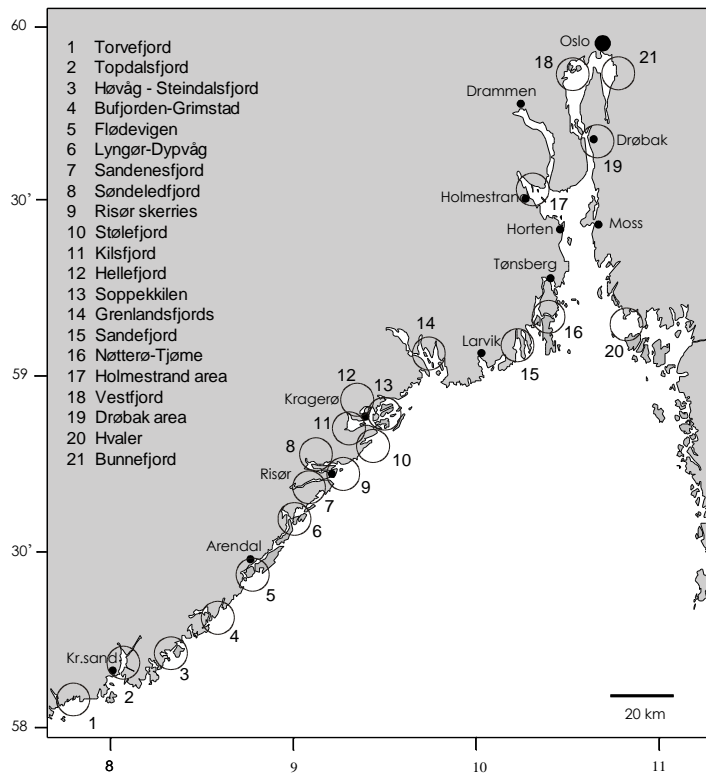 60
1 Torvefjord
2 Topdalsfjord
3 Høvåg - Steindalsfjord
4 Bufjorden-Grimstad
5 Flødevigen
6 Lyngør-Dypvåg
7 Sandenesfjord
8 Søndeledfjord
9 Risør skerries
10 Stølefjord
11 Kilsfjord
12 Hellefjord
13 Soppekkilen
14 Grenlandsfjords
15 Sandefjord
16 Nøtterø-Tjøme
17 Holmestrand area
18 Vestfjord
19 Drøbak area
20 Hvaler
21 Bunnefjord
Oslo
18
21
Drammen
Drøbak
19
30'
Holmestrand
17
Horten
Moss
Tønsberg
16
14
Larvik
15
20
59
12
13
Kragerø
11
10
8
Risør
9
7
6
30'
Arendal
5
4
Kr.sand
3
2
1
58
20 km
8
9
10
11